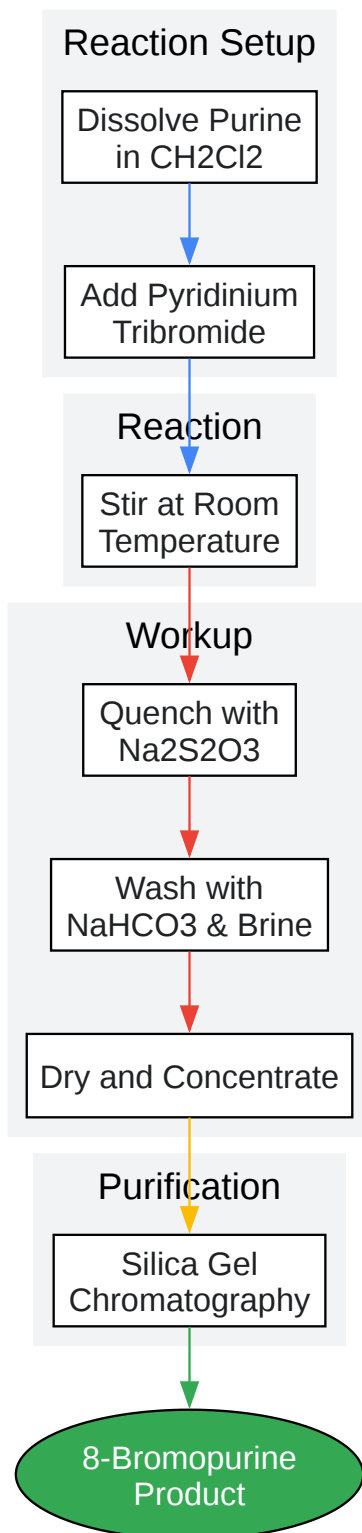 Reaction Setup
Dissolve Purine
in CH2Cl2
Add Pyridinium
Tribromide
Reaction
Stir at Room
Temperature
Workup
Quench with
Na2S2O3
Wash with
NaHCO3 & Brine
Dry and Concentrate
Purification
Silica Gel
Chromatography
8-Bromopurine
Product